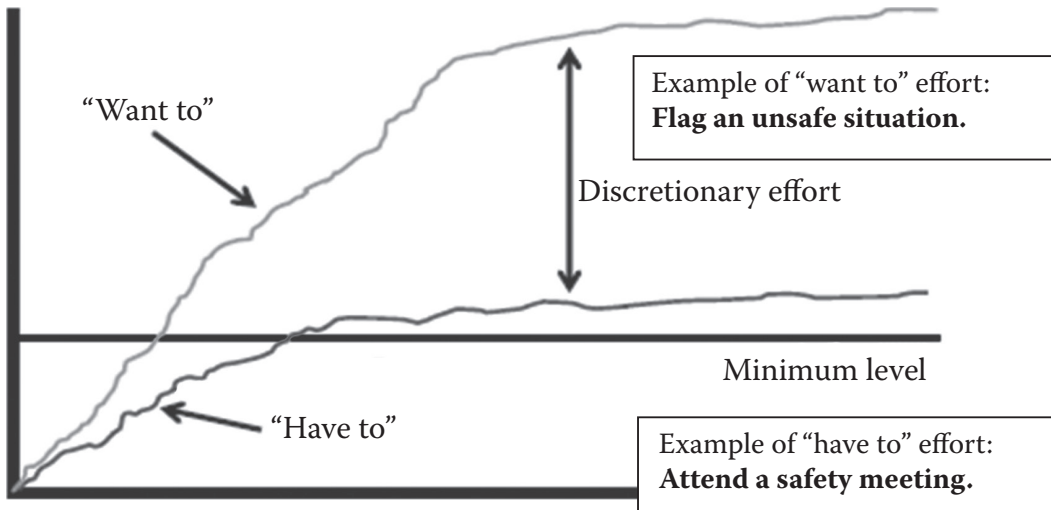 Example of “want to” effort:
Flag an unsafe situation.
“Want to”
Discretionary effort
Minimum level
“Have to”
Example of “have to” effort:
Attend a safety meeting.